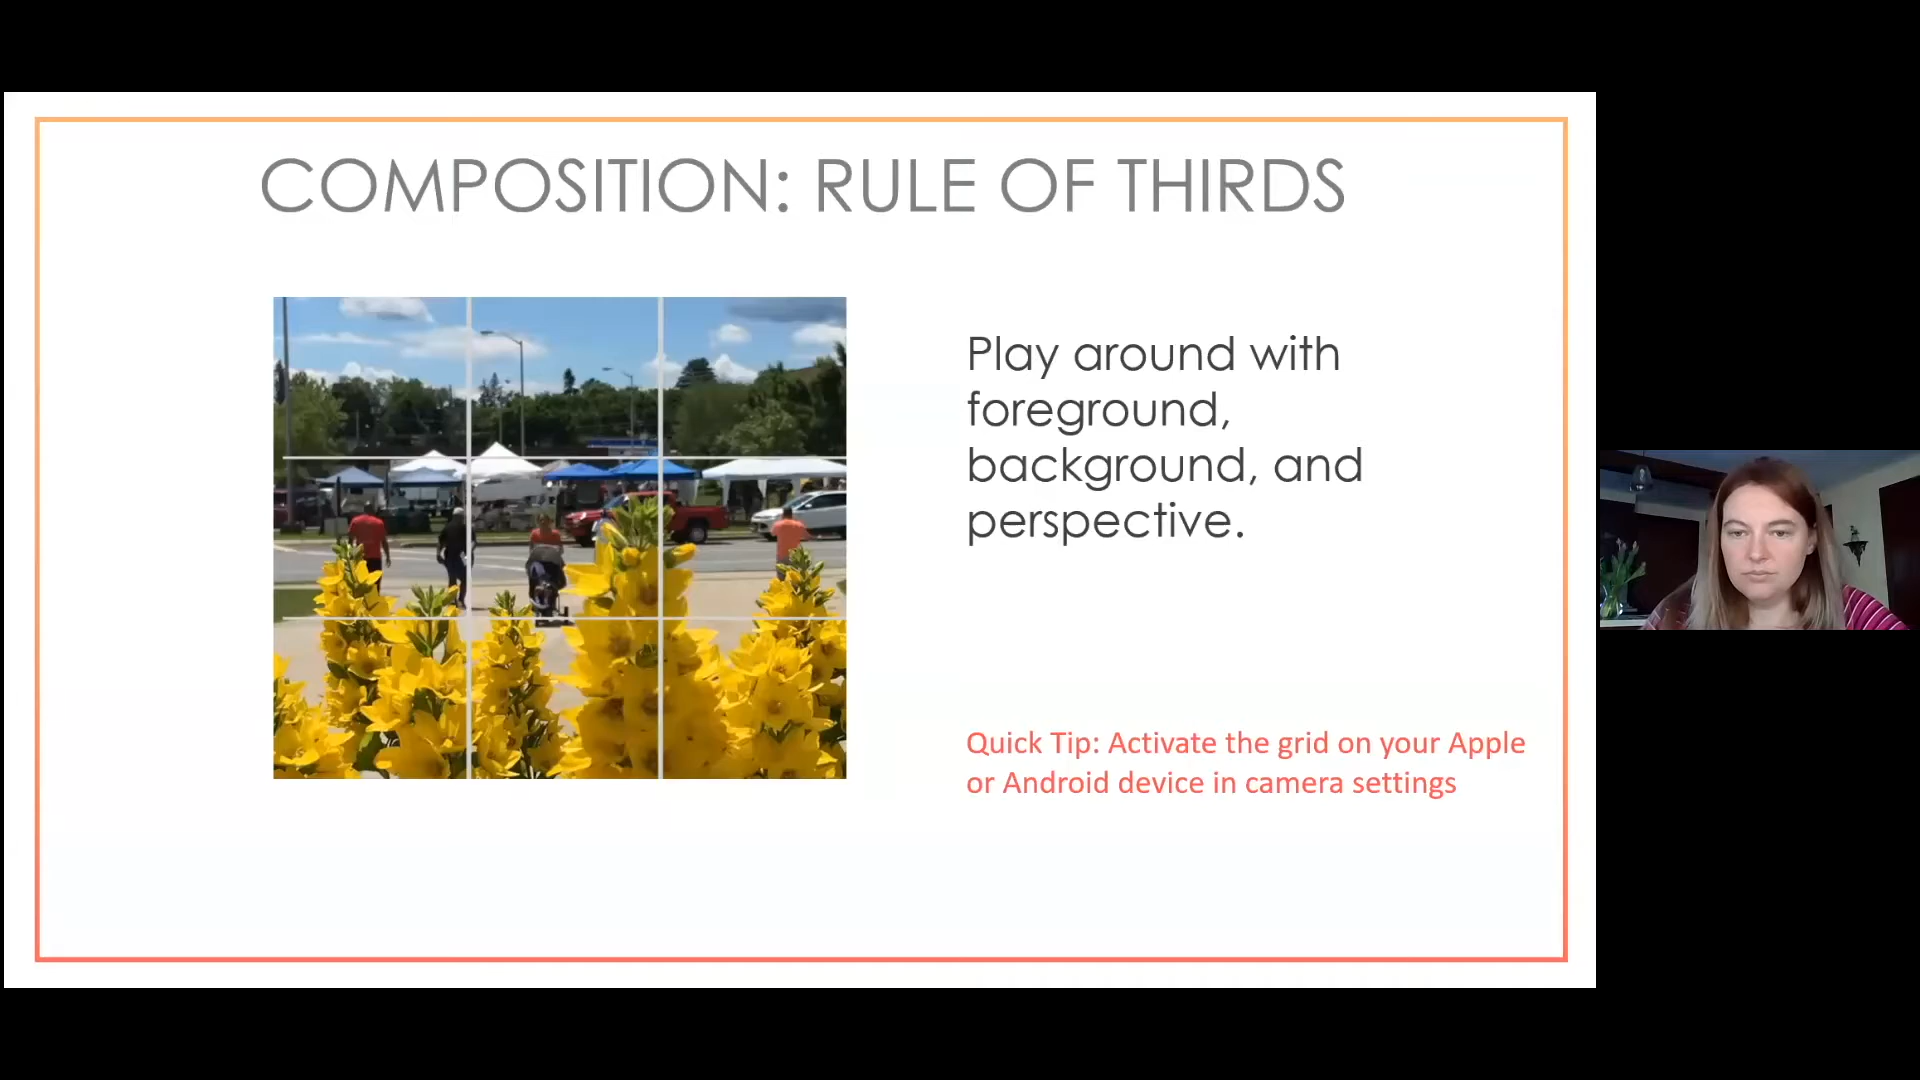 COMPOSITION: RULE OF THIRDS
Play around with
foreground,
background, and
perspective.
Quick Tip: Activate the grid on your Apple
or Android device in camera settings